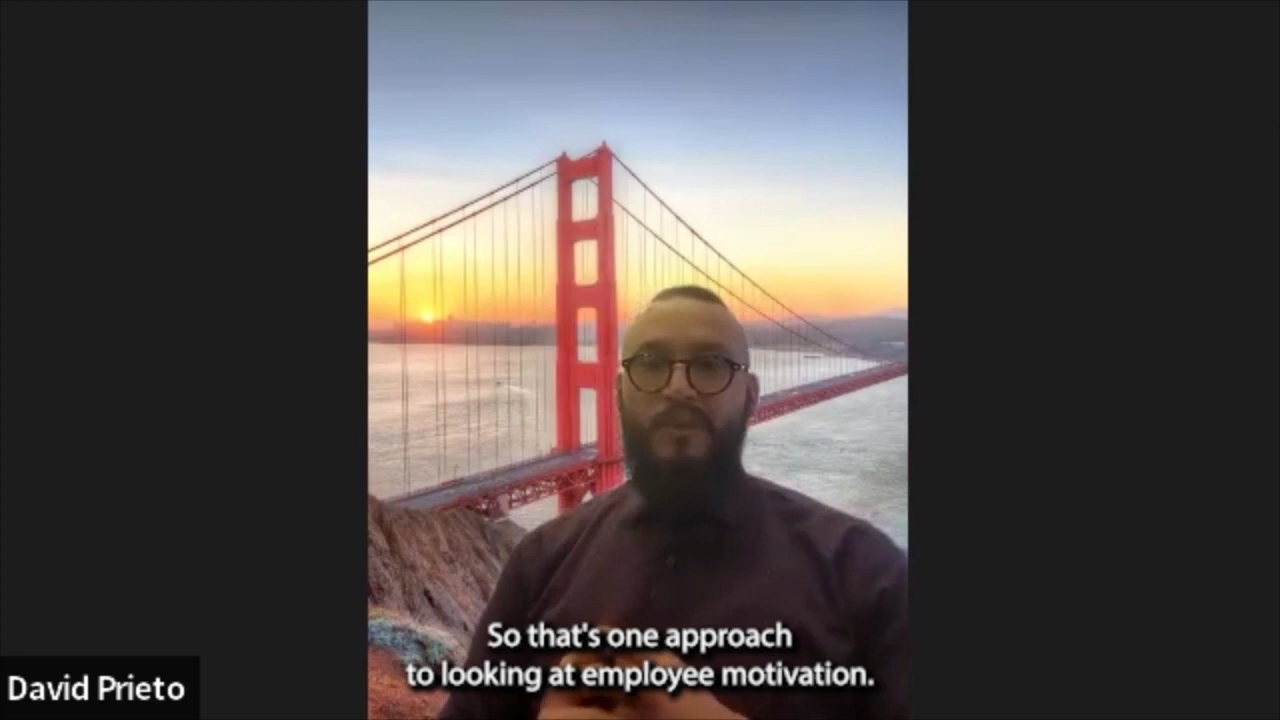 So that's one approach
to looking at employee motivation.
David Prieto